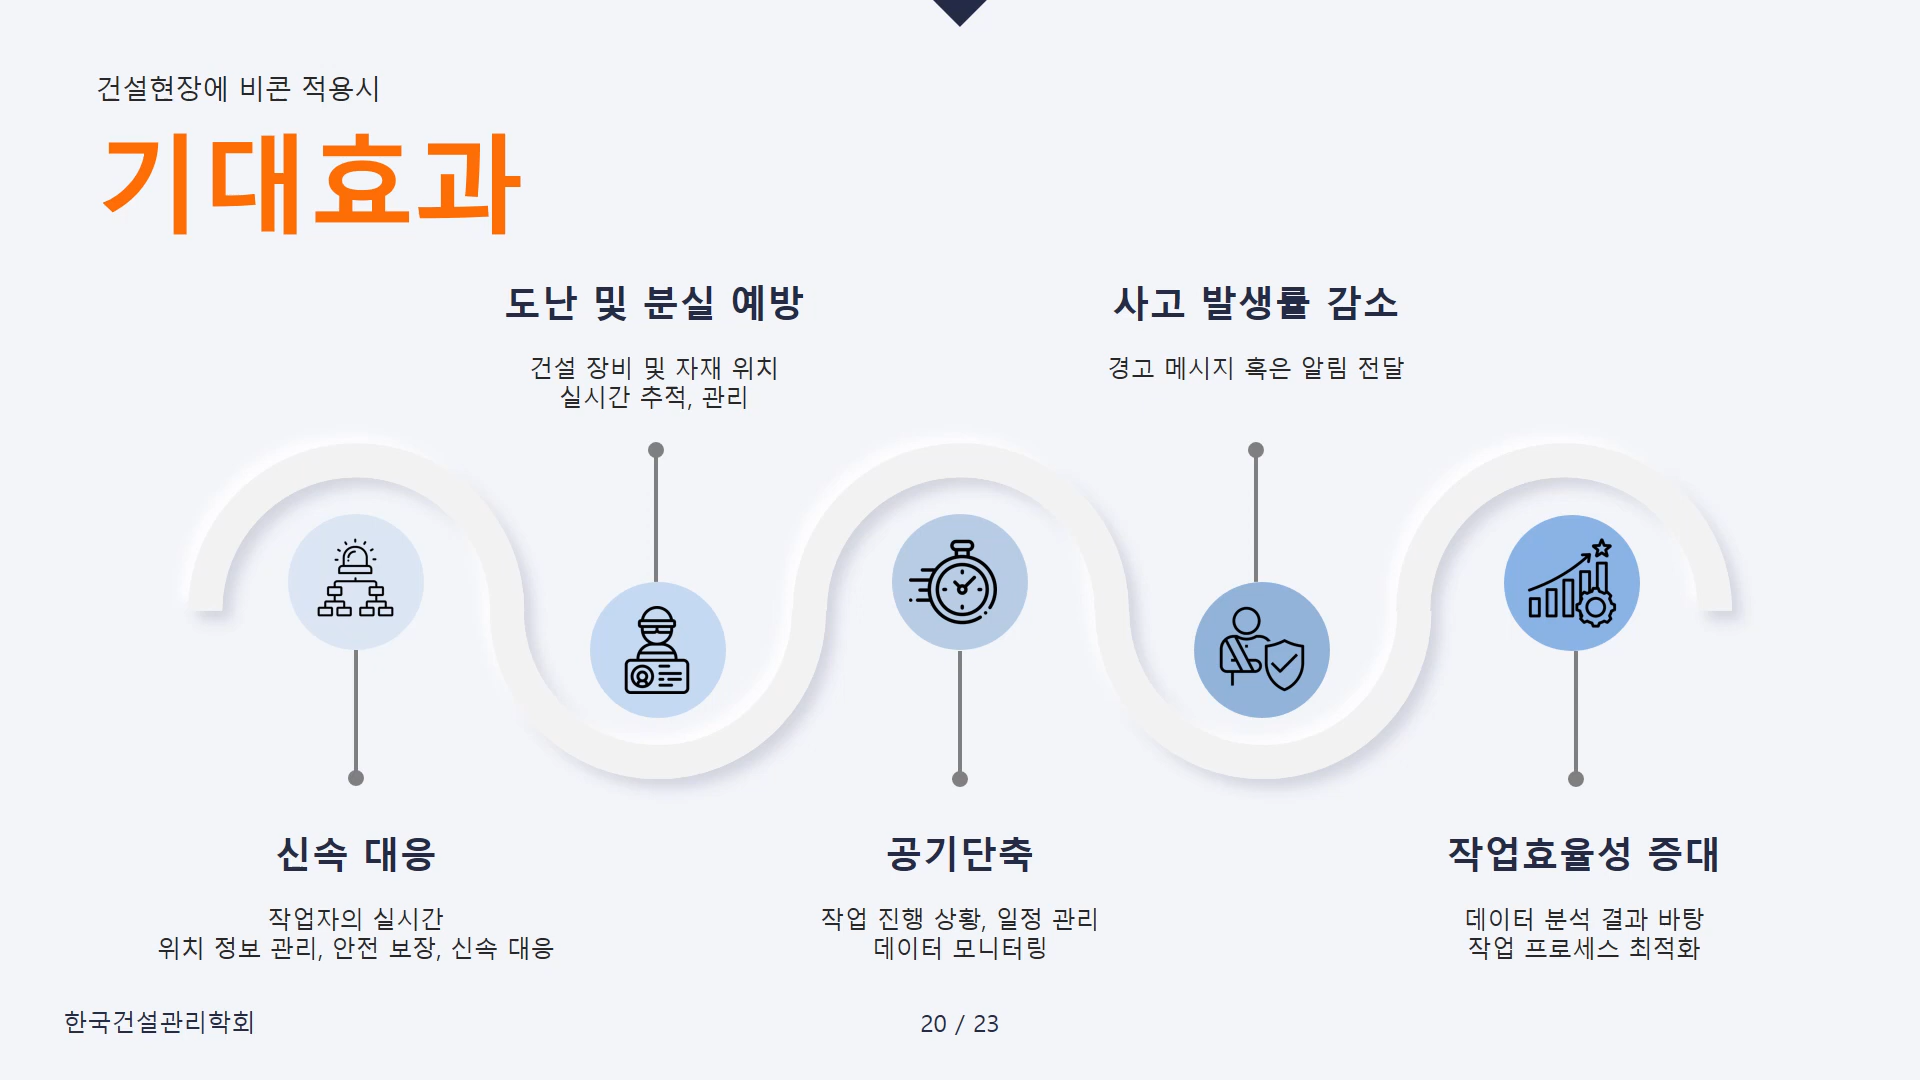 건설현장에 비콘 적용시
기대효과
도난 및 분실 예방
건설 장비 및 자재 위치
실시간 추적, 관리
사고 발생률 감소
경고 메시지 혹은 알림 전달
신속 대응
작업자의 실시간
위치 정보 관리, 안전 보장, 신속 대응
공기단축
작업 진행 상황, 일정 관리
데이터 모니터링
작업효율성 증대
데이터 분석 결과 바탕
작업 프로세스 최적화
한국건설관리학회
20 / 23